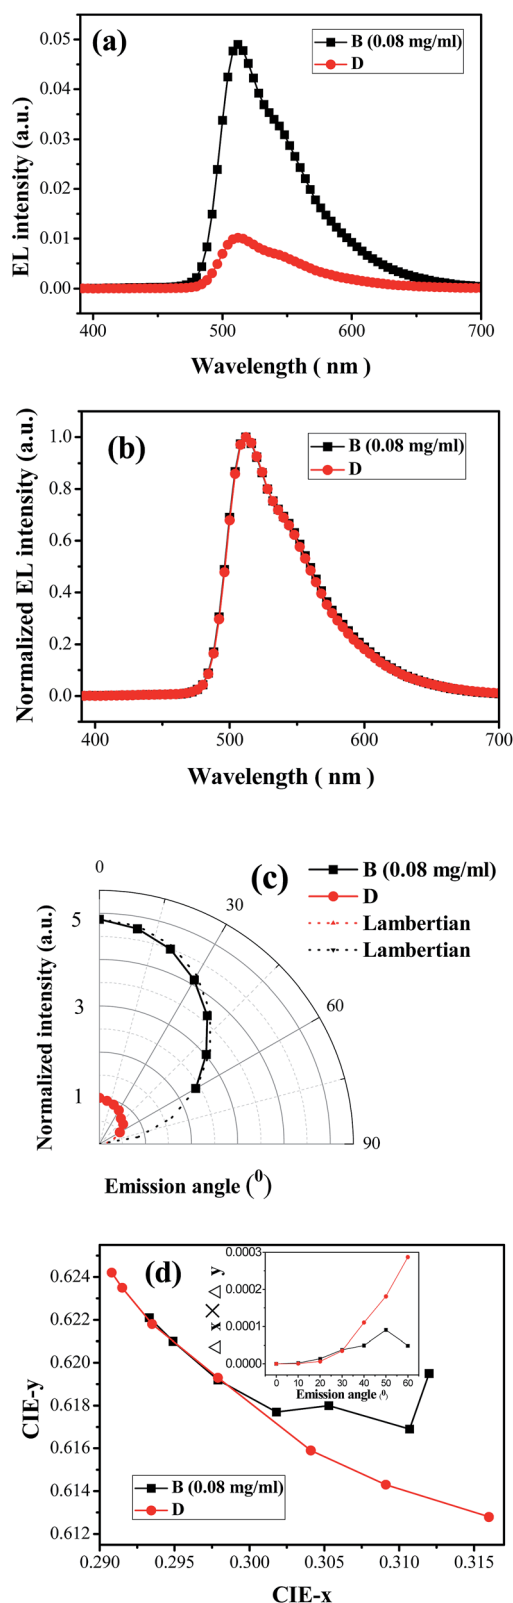 (a)
B (0.08 mg/ml)
D
EL intensity (a.u.)
0.05
0.04
0.03
0.02
0.01
0.00
400 500 600 700
Wavelength ( nm )
(b)
B (0.08 mg/ml)
D
Normalized EL intensity (a.u.)
1.0
0.8
0.6
0.4
0.2
0.0
400 500 600 700
Wavelength ( nm )
(c)
B (0.08 mg/ml)
D
Lambertian
Lambertian
Normalized intensity (a.u.)
0
30
60
90
5
3
1
Emission angle (⁰)
(d)
△ x × △ y
0.0003
0.0002
0.0001
0.0000
0 10 20 30 40 50 60
Emission angle (⁰)
CIE-y
0.624
0.622
0.620
0.618
0.616
0.614
0.612
B (0.08 mg/ml)
D
0.290 0.295 0.300 0.305 0.310 0.315
CIE-x